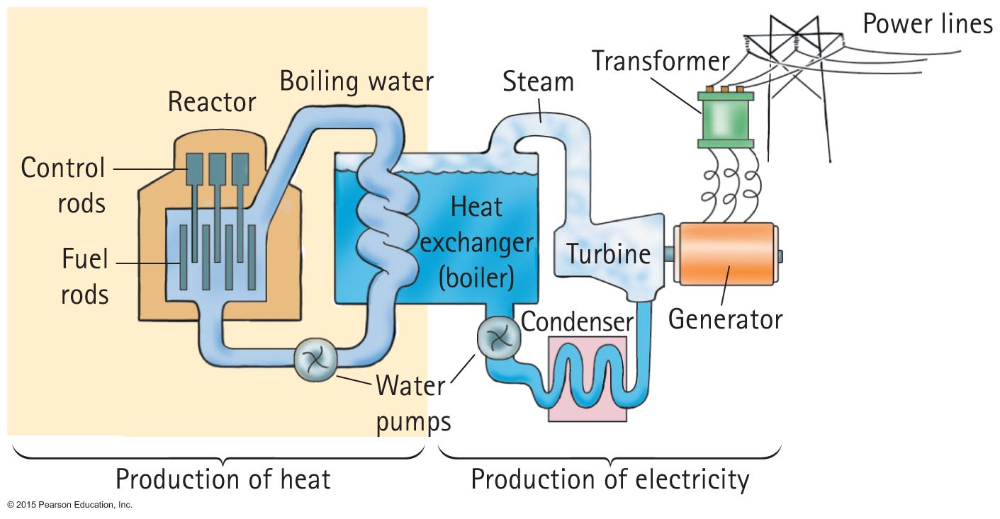 Power lines
Transformer
Boiling water
Steam
Reactor
Control
rods
Heat
exchanger
(boiler)
Fuel
rods
Turbine
Condenser
Generator
Water
pumps
Production of heat
Production of electricity
© 2015 Pearson Education, Inc.